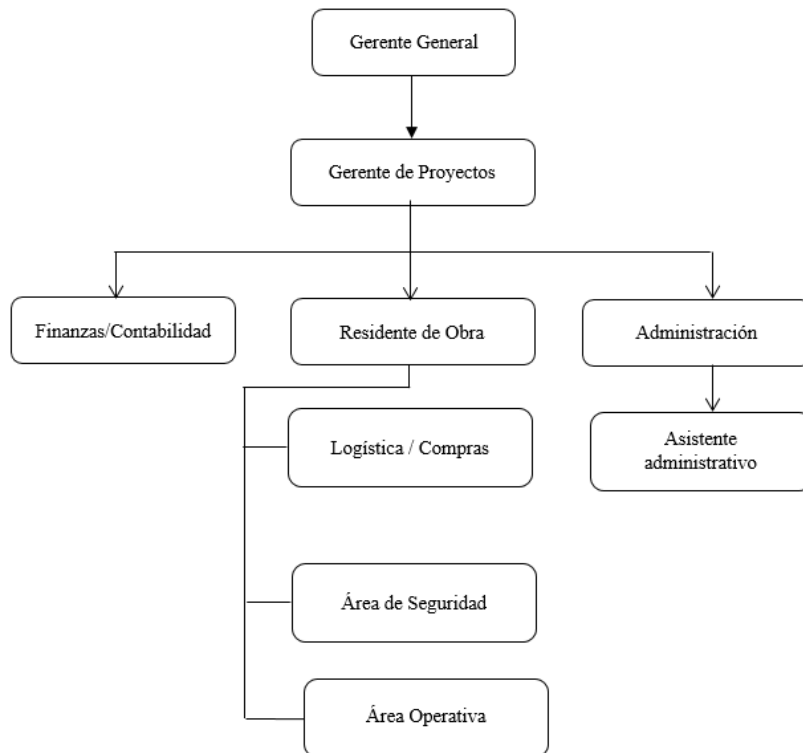 Gerente General
Gerente de Proyectos
Finanzas/Contabilidad
Residente de Obra
Administración
Logística / Compras
Asistente
administrativo
Área de Seguridad
Área Operativa